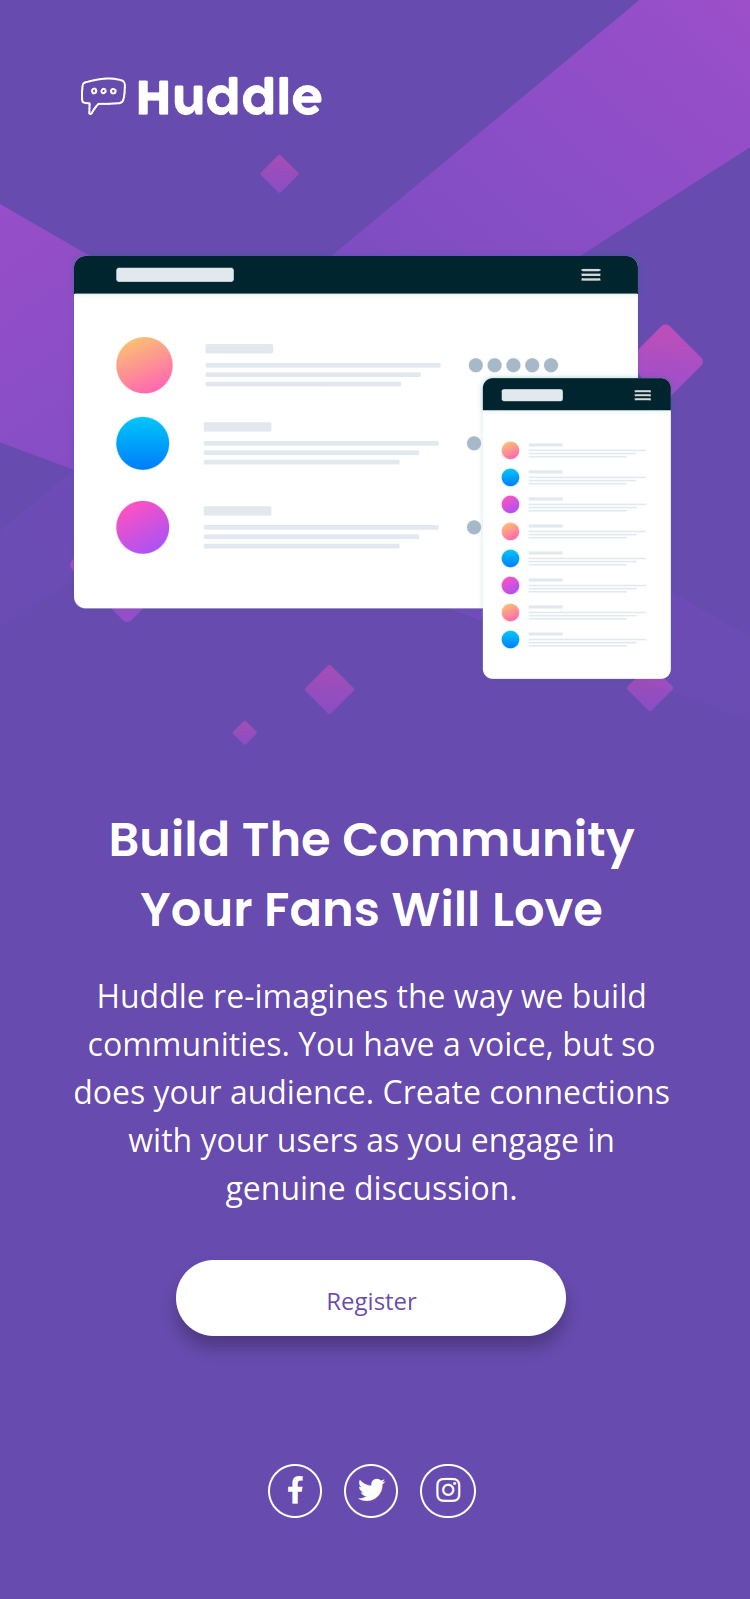 Huddle
Build The Community
Your Fans Will Love
Huddle re-imagines the way we build
communities. You have a voice, but so
does your audience. Create connections
with your users as you engage in
genuine discussion.
Register